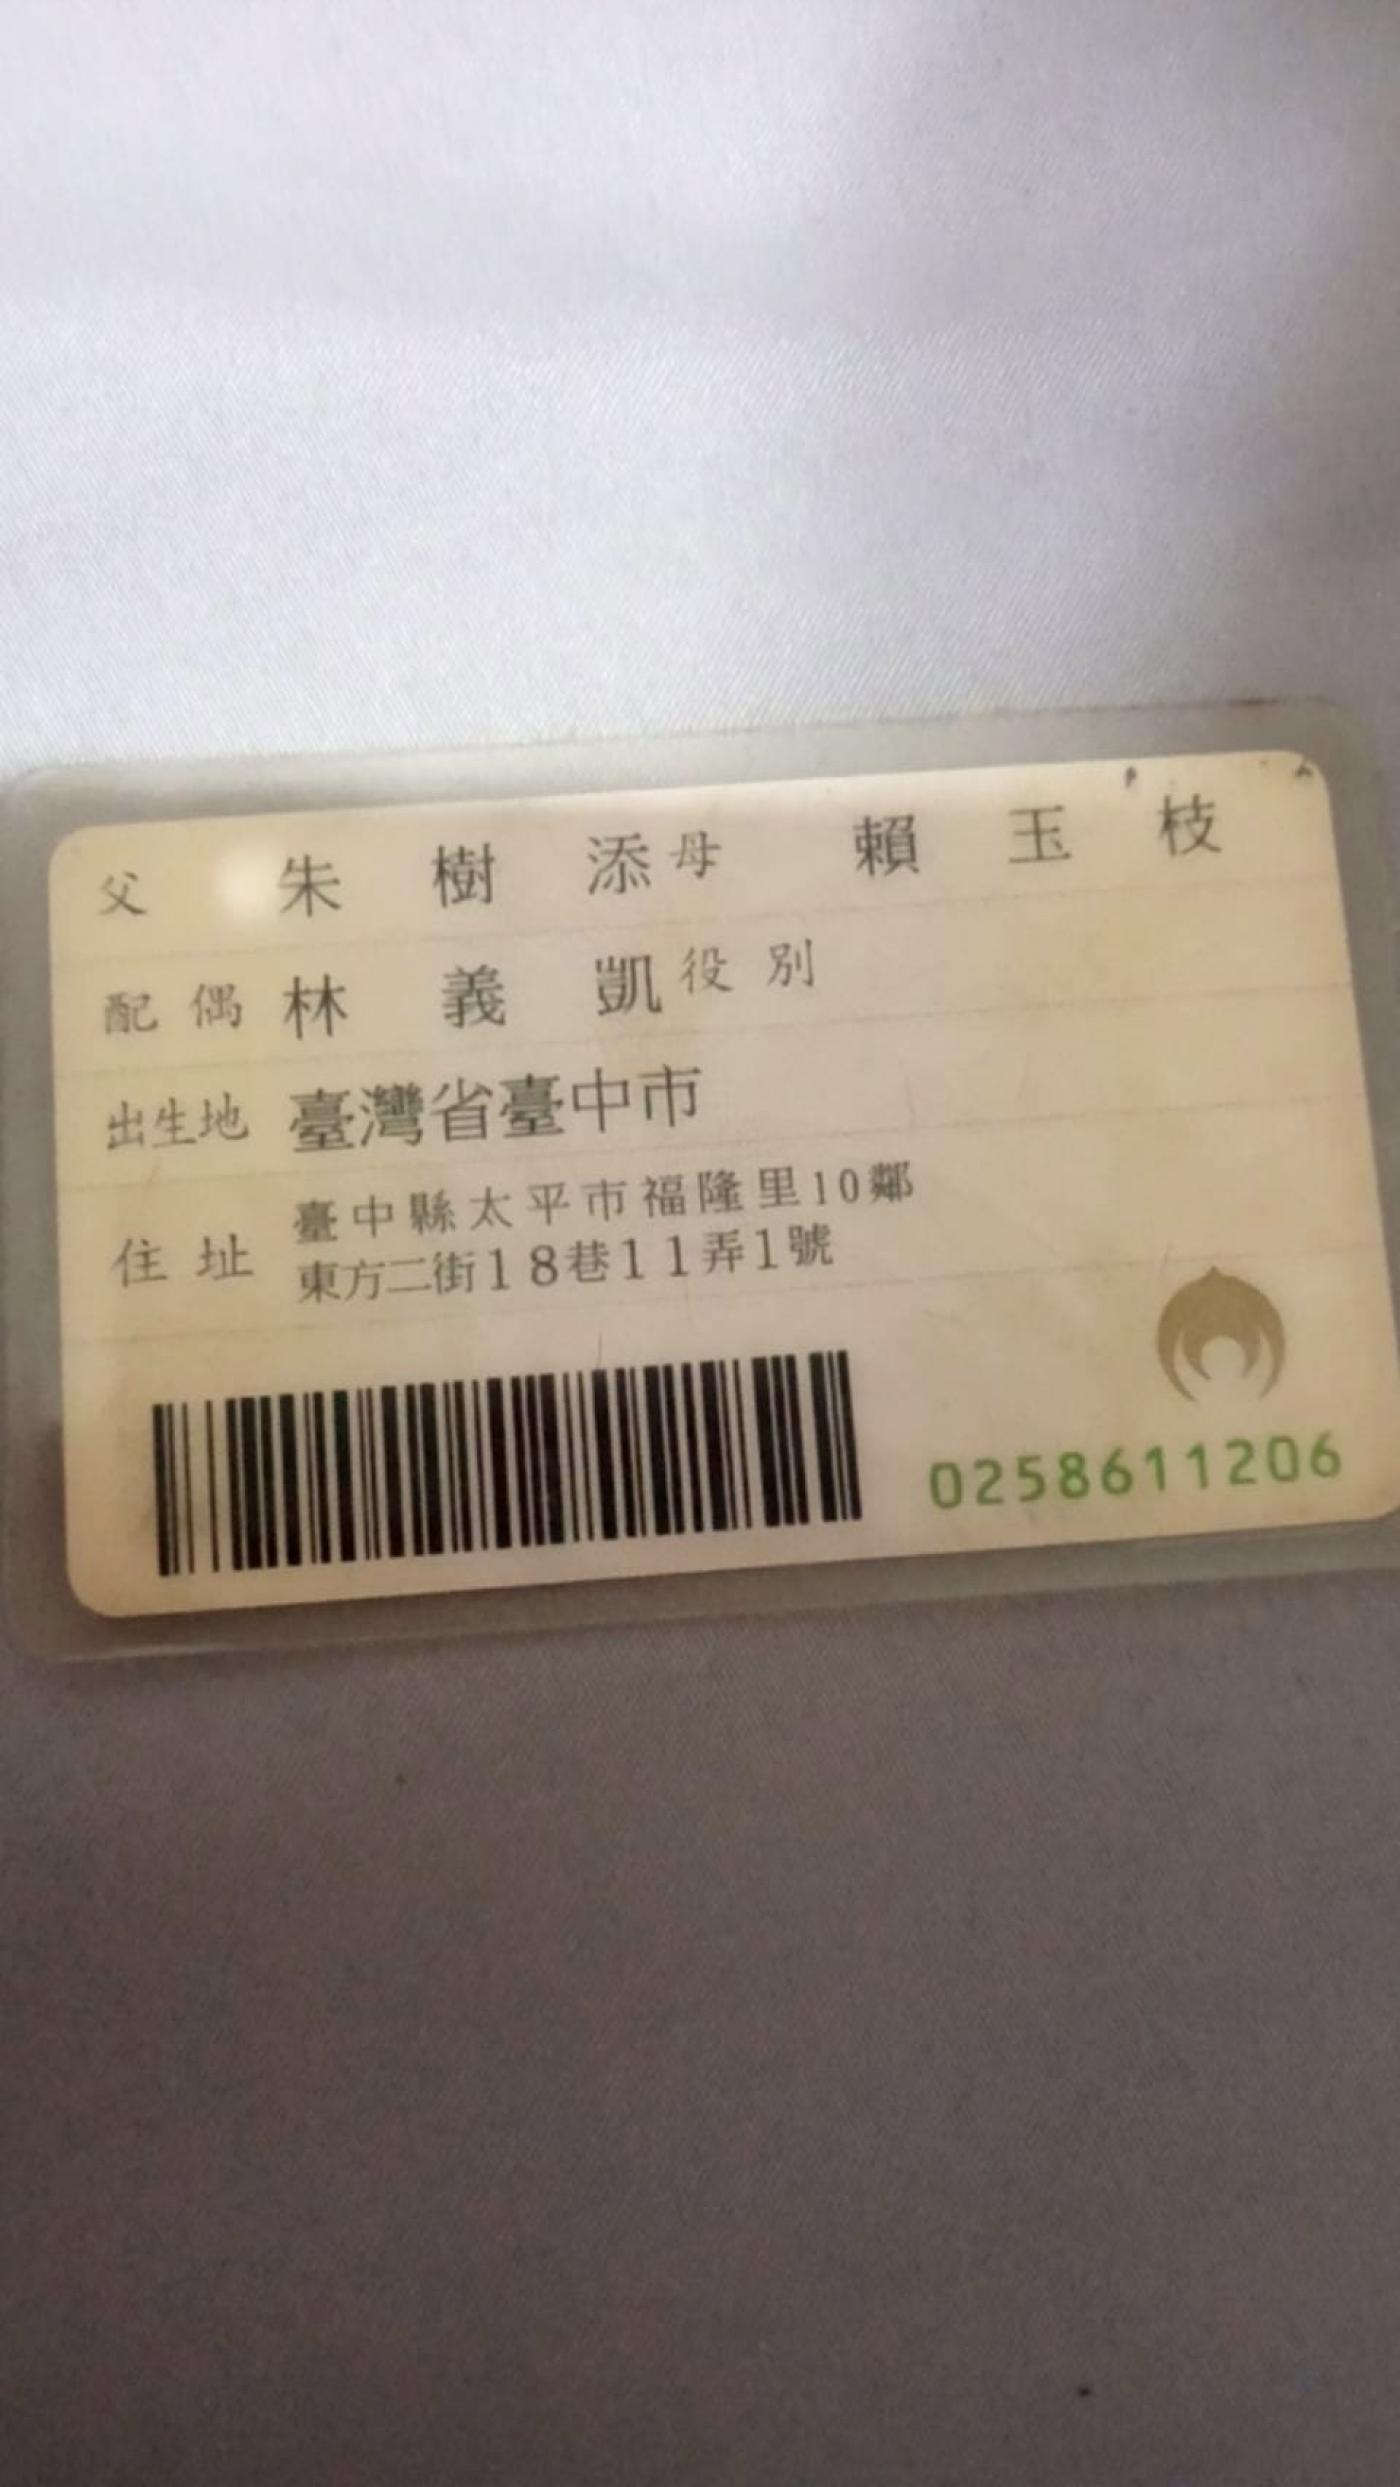 父 朱樹添 母 賴玉枝
配偶 林義凱 役別
出生地 臺灣省臺中市
住址 臺中縣太平市福隆里10鄰
東方二街18巷11弄1號
0258611206